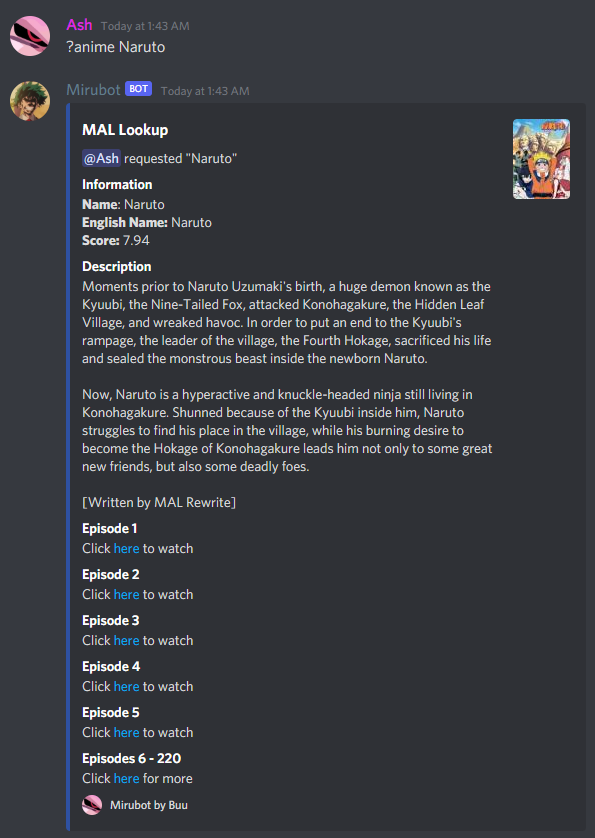 Ash Today at 1:43 AM
?anime Naruto
Mirubot BOT Today at 1:43 AM
MAL Lookup
@Ash requested "Naruto"
Information
Name: Naruto
English Name: Naruto
Score: 7.94
Description
Moments prior to Naruto Uzumaki's birth, a huge demon known as the
Kyuubi, the Nine-Tailed Fox, attacked Konohagakure, the Hidden Leaf
Village, and wreaked havoc. In order to put an end to the Kyuubi's
rampage, the leader of the village, the Fourth Hokage, sacrificed his life
and sealed the monstrous beast inside the newborn Naruto.
Now, Naruto is a hyperactive and knuckle-headed ninja still living in
Konohagakure. Shunned because of the Kyuubi inside him, Naruto
struggles to find his place in the village, while his burning desire to
become the Hokage of Konohagakure leads him not only to some great
new friends, but also some deadly foes.
[Written by MAL Rewrite]
Episode 1
Click here to watch
Episode 2
Click here to watch
Episode 3
Click here to watch
Episode 4
Click here to watch
Episode 5
Click here to watch
Episodes 6 - 220
Click here for more
Mirubot by Buu